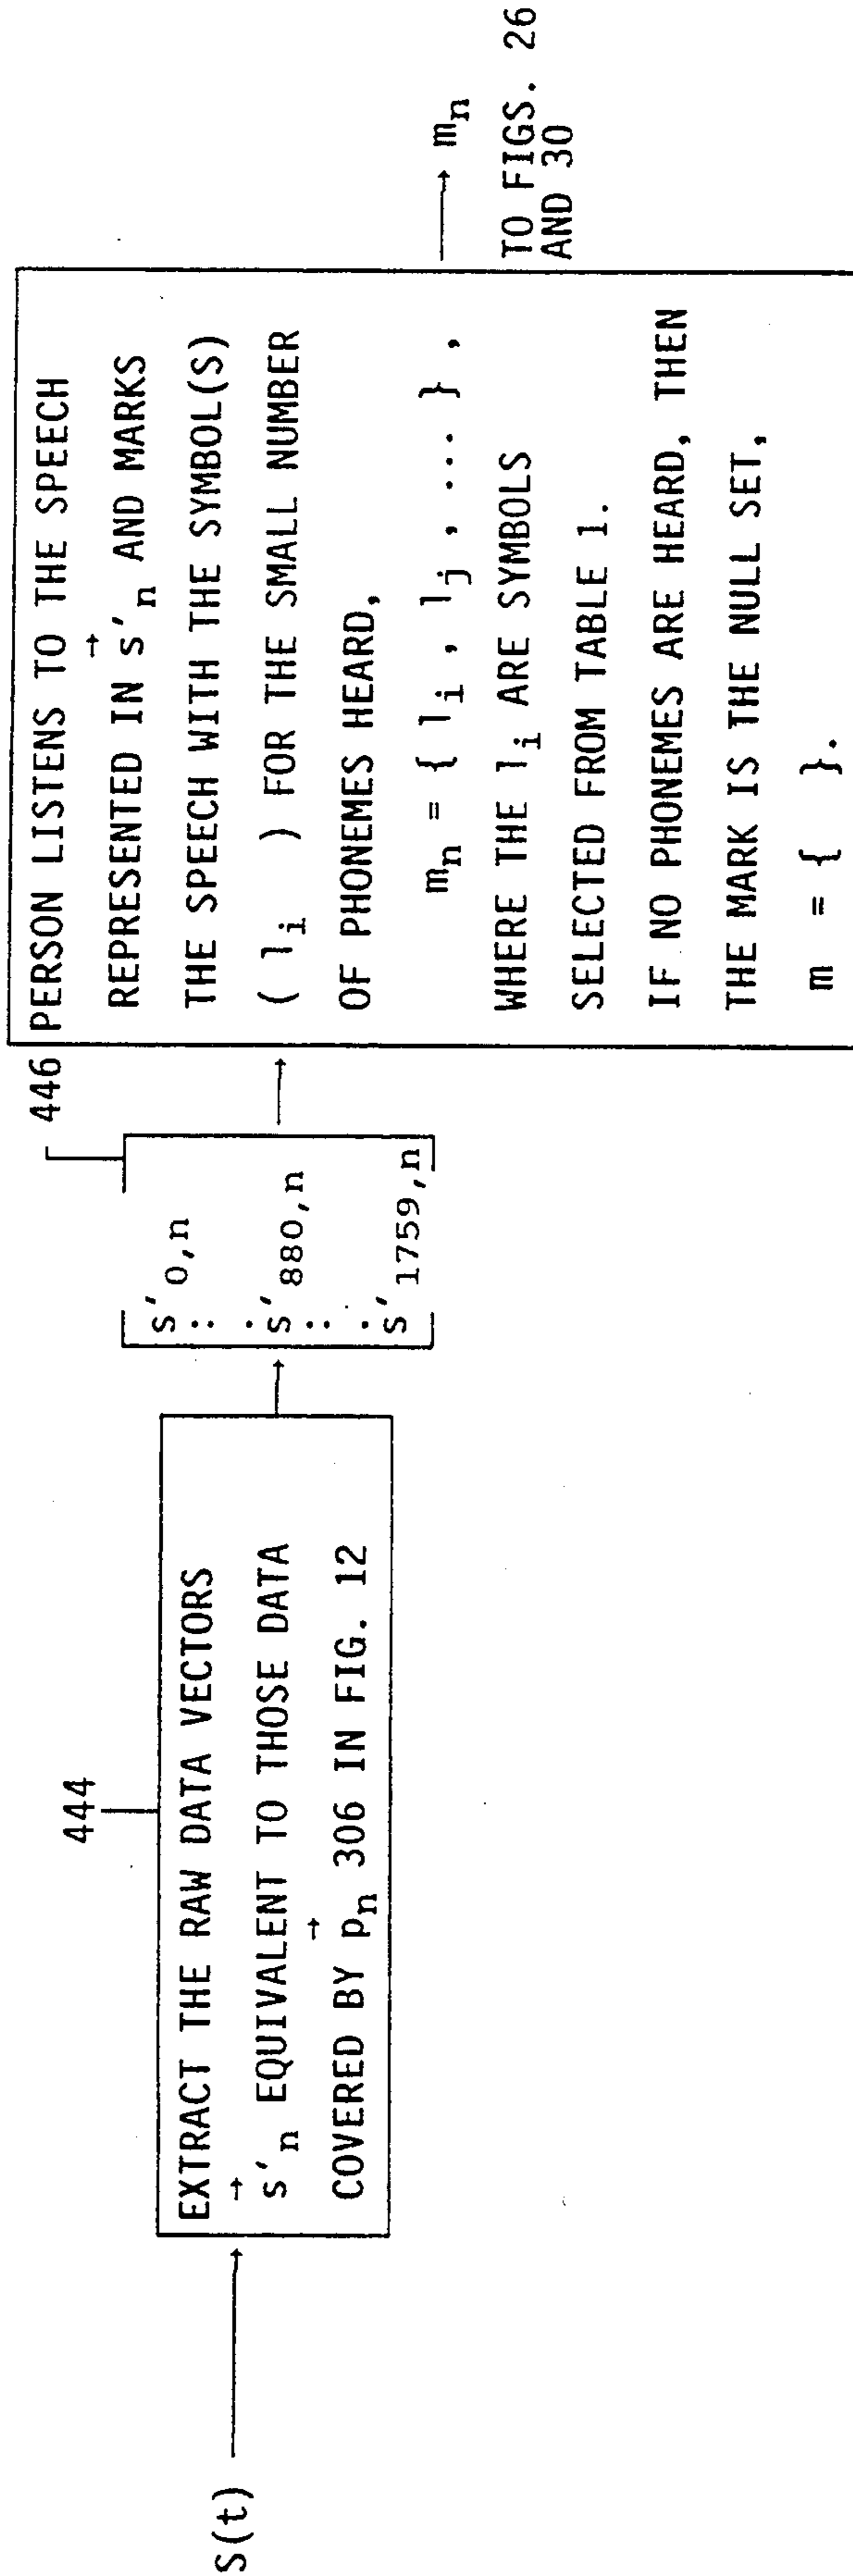 S(t)
444
EXTRACT THE RAW DATA VECTORS
s⃗′n EQUIVALENT TO THOSE DATA
COVERED BY p⃗n 306 IN FIG. 12
s′0,n
:
.
s′880,n
:
.
s′1759,n
446
PERSON LISTENS TO THE SPEECH
REPRESENTED IN s⃗′n AND MARKS
THE SPEECH WITH THE SYMBOL(S)
( li ) FOR THE SMALL NUMBER
OF PHONEMES HEARD,
mn = { li , lj , ... } ,
WHERE THE li ARE SYMBOLS
SELECTED FROM TABLE 1.
IF NO PHONEMES ARE HEARD, THEN
THE MARK IS THE NULL SET,
m = { }.
mn
TO FIGS. 26
AND 30